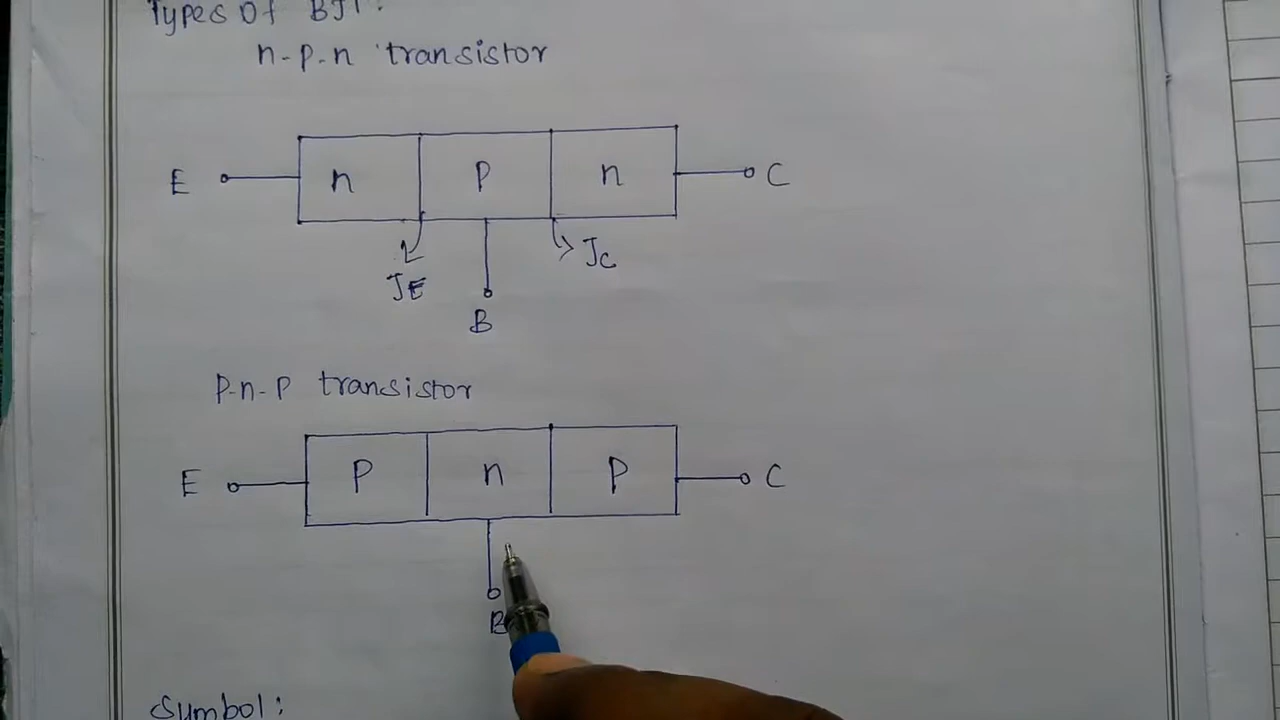 Types Of BJT:
n-p-n transistor
E n p n C
JE JC
B
P-n-P transistor
E P n P C
B
Symbol: